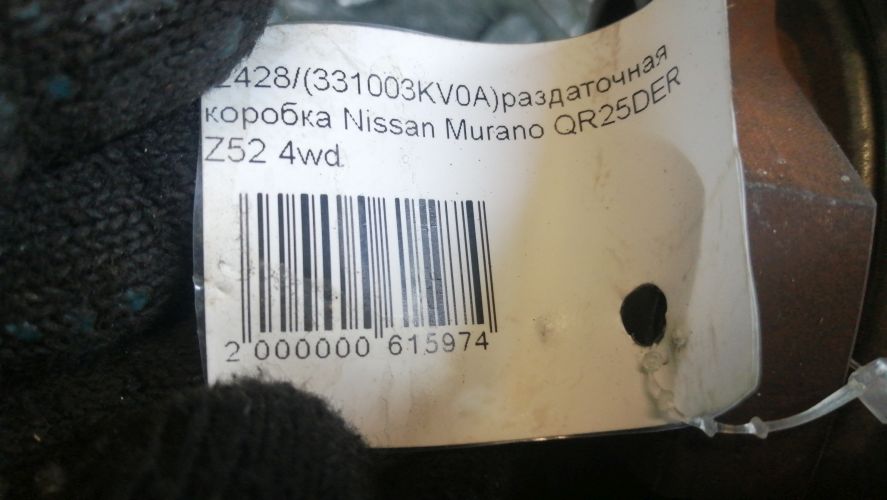 2428/(331003KV0A)раздаточная
коробка Nissan Murano QR25DER
Z52 4wd
2 000000 615974